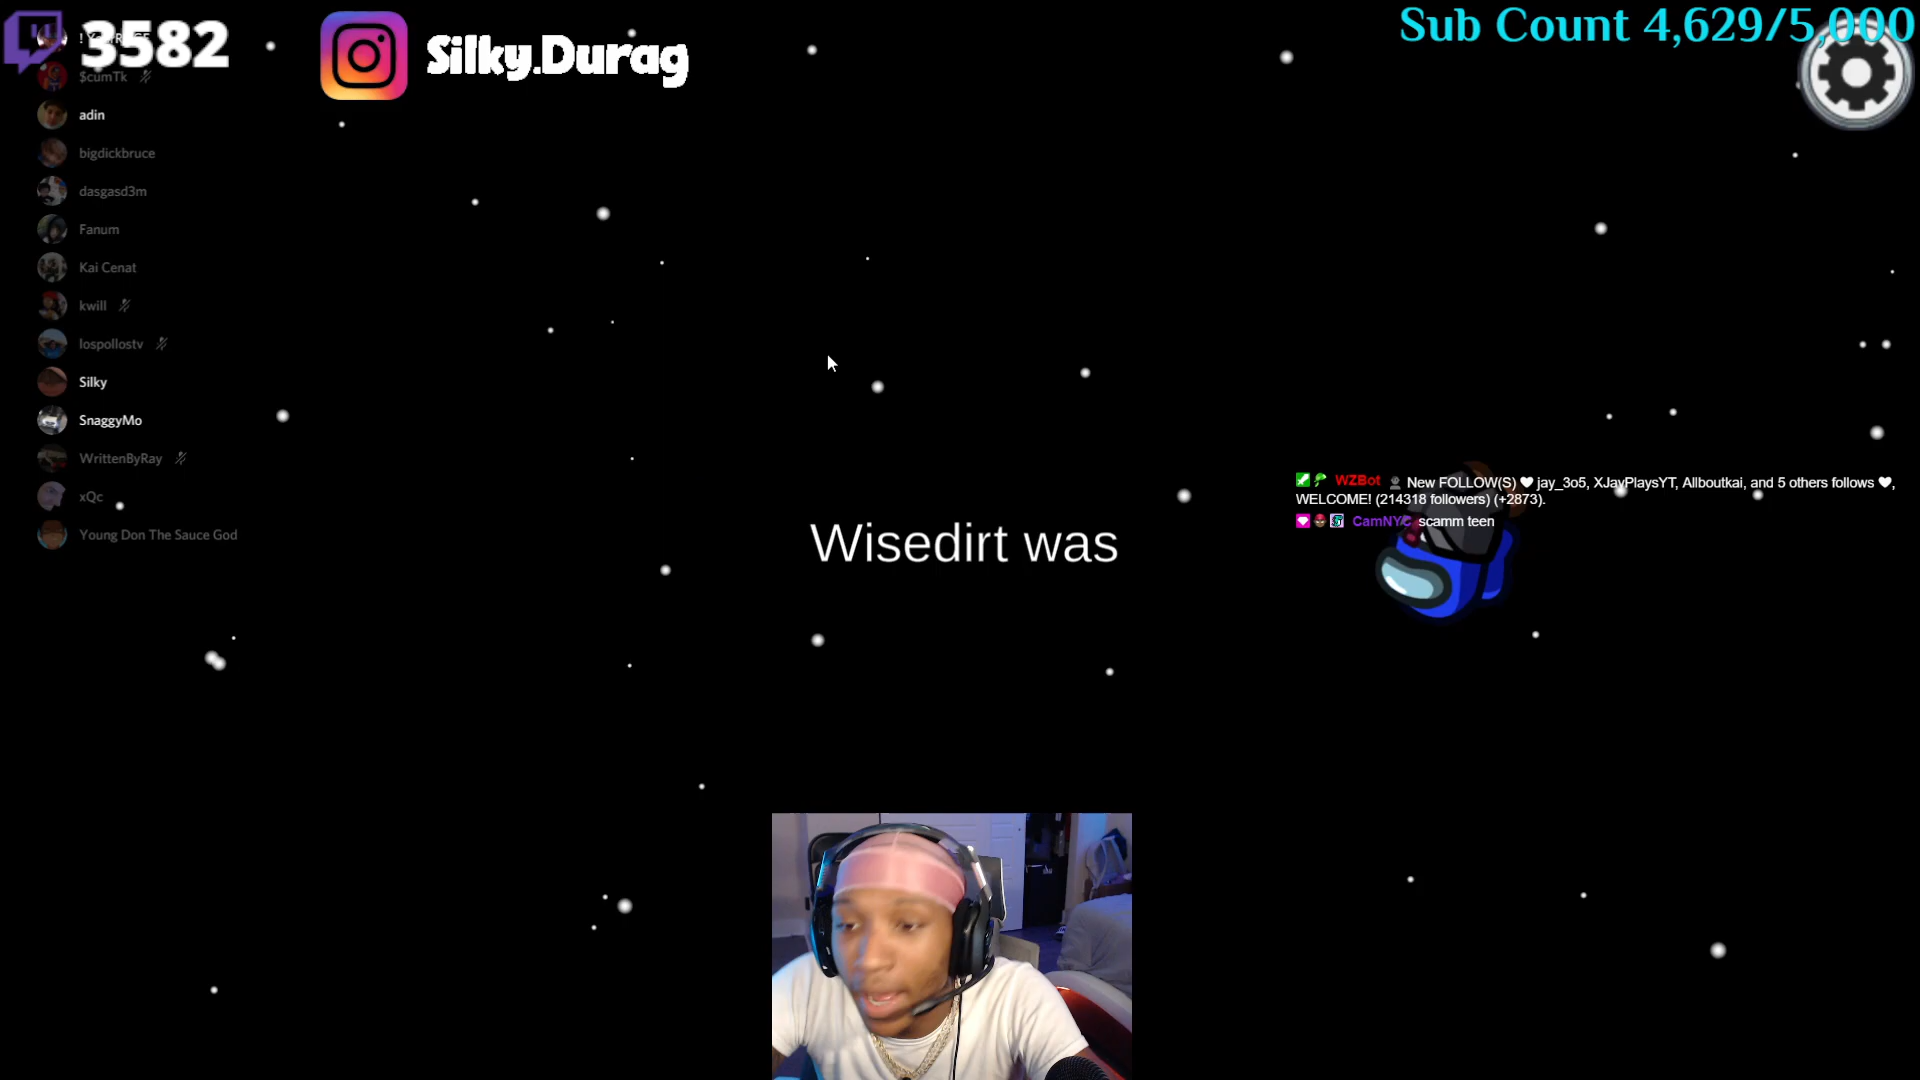 3582
$cumTk
adin
bigdickbruce
dasgasd3m
Fanum
Kai Cenat
kwill
lospollostv
Silky
SnaggyMo
WrittenByRay
xQc
Young Don The Sauce God
Silky.Durag
Sub Count 4,629/5,000
WZBot New FOLLOW(S) jay_3o5, XJayPlaysYT, Allboutkai, and 5 others follows ,
WELCOME! (214318 followers) (+2873).
CamNYC scamm teen
Wisedirt was